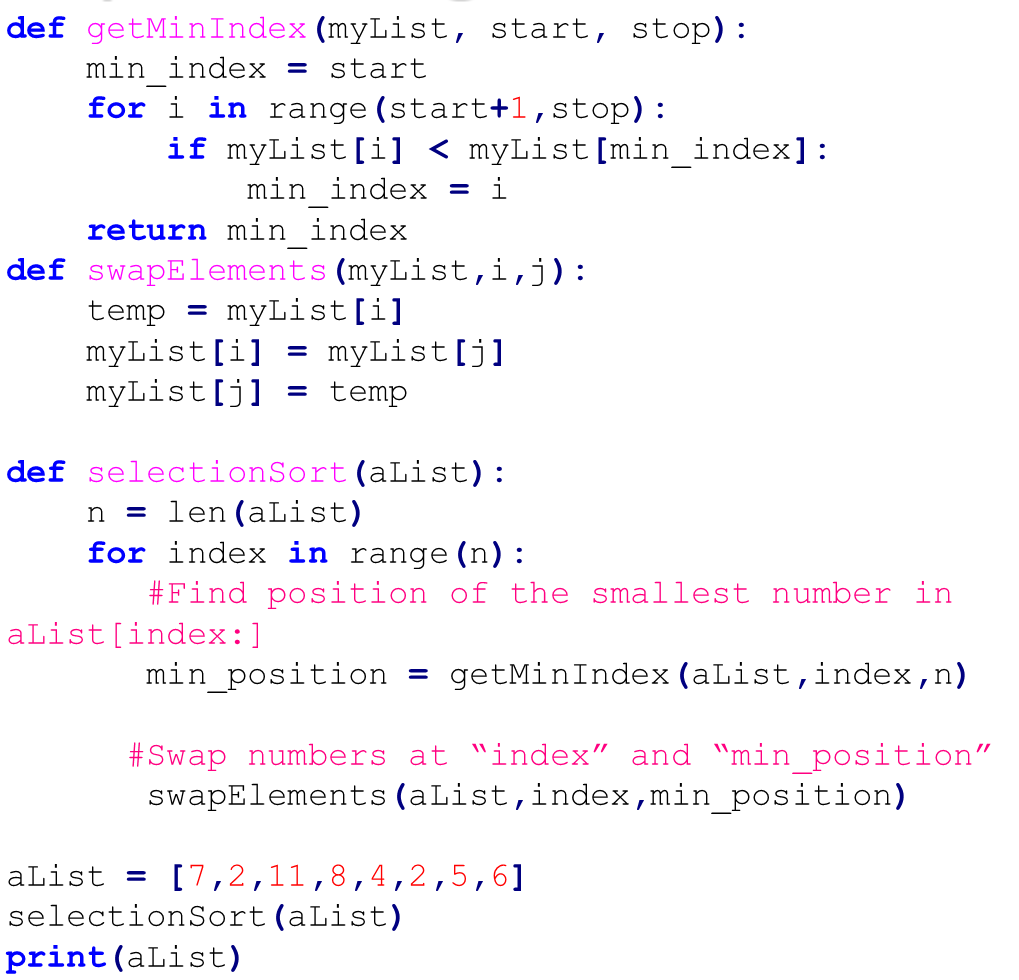 def getMinIndex(myList, start, stop):
    min_index = start
    for i in range(start+1,stop):
        if myList[i] < myList[min_index]:
            min_index = i
    return min_index
def swapElements(myList,i,j):
    temp = myList[i]
    myList[i] = myList[j]
    myList[j] = temp

def selectionSort(aList):
    n = len(aList)
    for index in range(n):
       #Find position of the smallest number in
aList[index:]
       min_position = getMinIndex(aList,index,n)

      #Swap numbers at “index” and “min_position”
       swapElements(aList,index,min_position)

aList = [7,2,11,8,4,2,5,6]
selectionSort(aList)
print(aList)